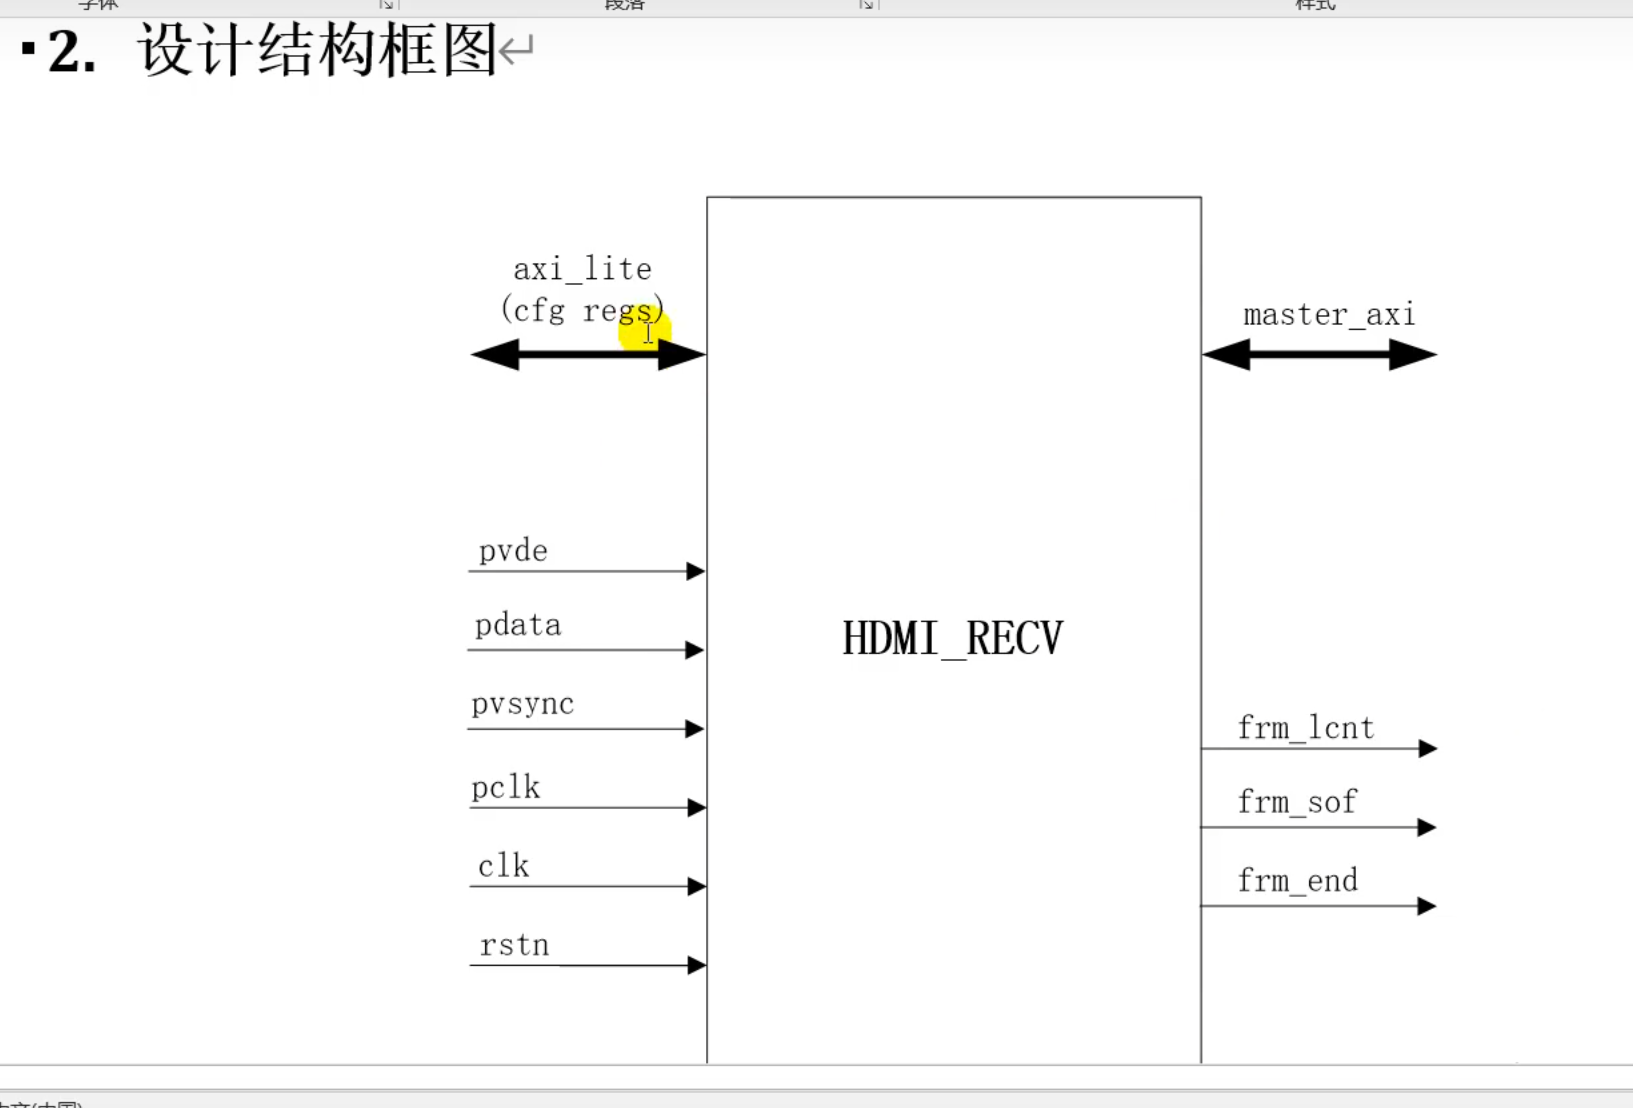 字体
段落
样式
▪2. 设计结构框图↵
axi_lite
(cfg regs)
master_axi
pvde
pdata
pvsync
pclk
clk
rstn
HDMI_RECV
frm_lcnt
frm_sof
frm_end
中文(中国)